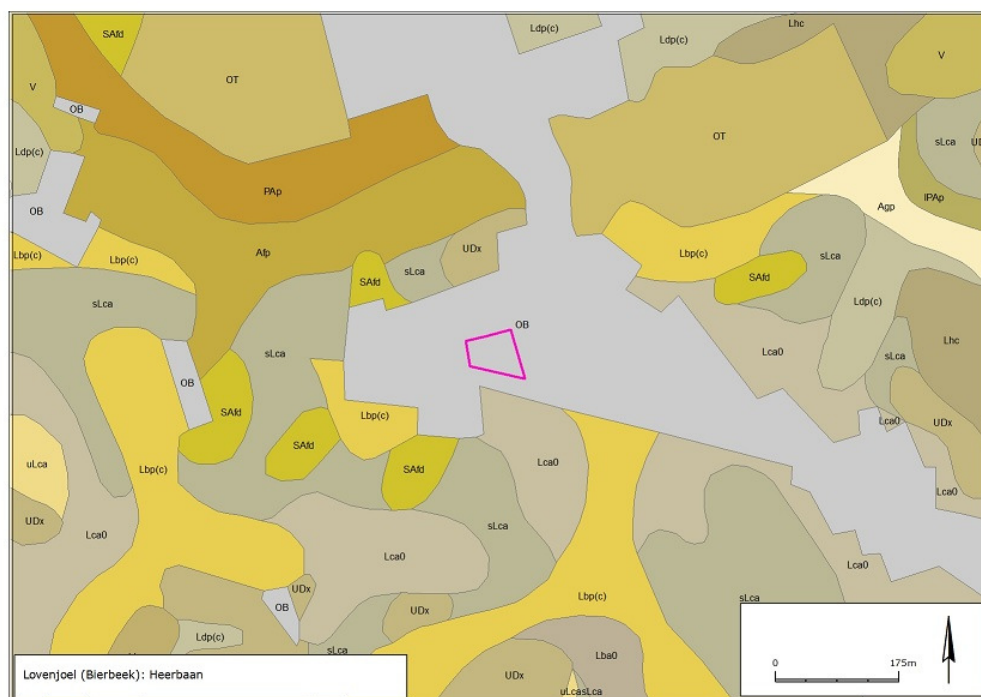 SAfd
Ldp(c)
Ldp(c)
Lhc
V
V
OT
OB
OT
Ldp(c)
sLca
PAp
lPAp
OB
Agp
Lbp(c)
Lbp(c)
Afp
UDx
Lbp(c)
sLca
sLca
SAfd
SAfd
sLca
Ldp(c)
OB
Lhc
sLca
OB
Lca0
sLca
SAfd
Lbp(c)
Lca0
UDx
SAfd
uLca
Lbp(c)
SAfd
Lca0
Lca0
UDx
sLca
Lca0
Lca0
Lca0
UDx
OB
UDx
Lbp(c)
sLca
Ldp(c)
sLca
Lba0
UDx
uLcasLca
Lovenjoel (Bierbeek): Heerbaan
0
175m